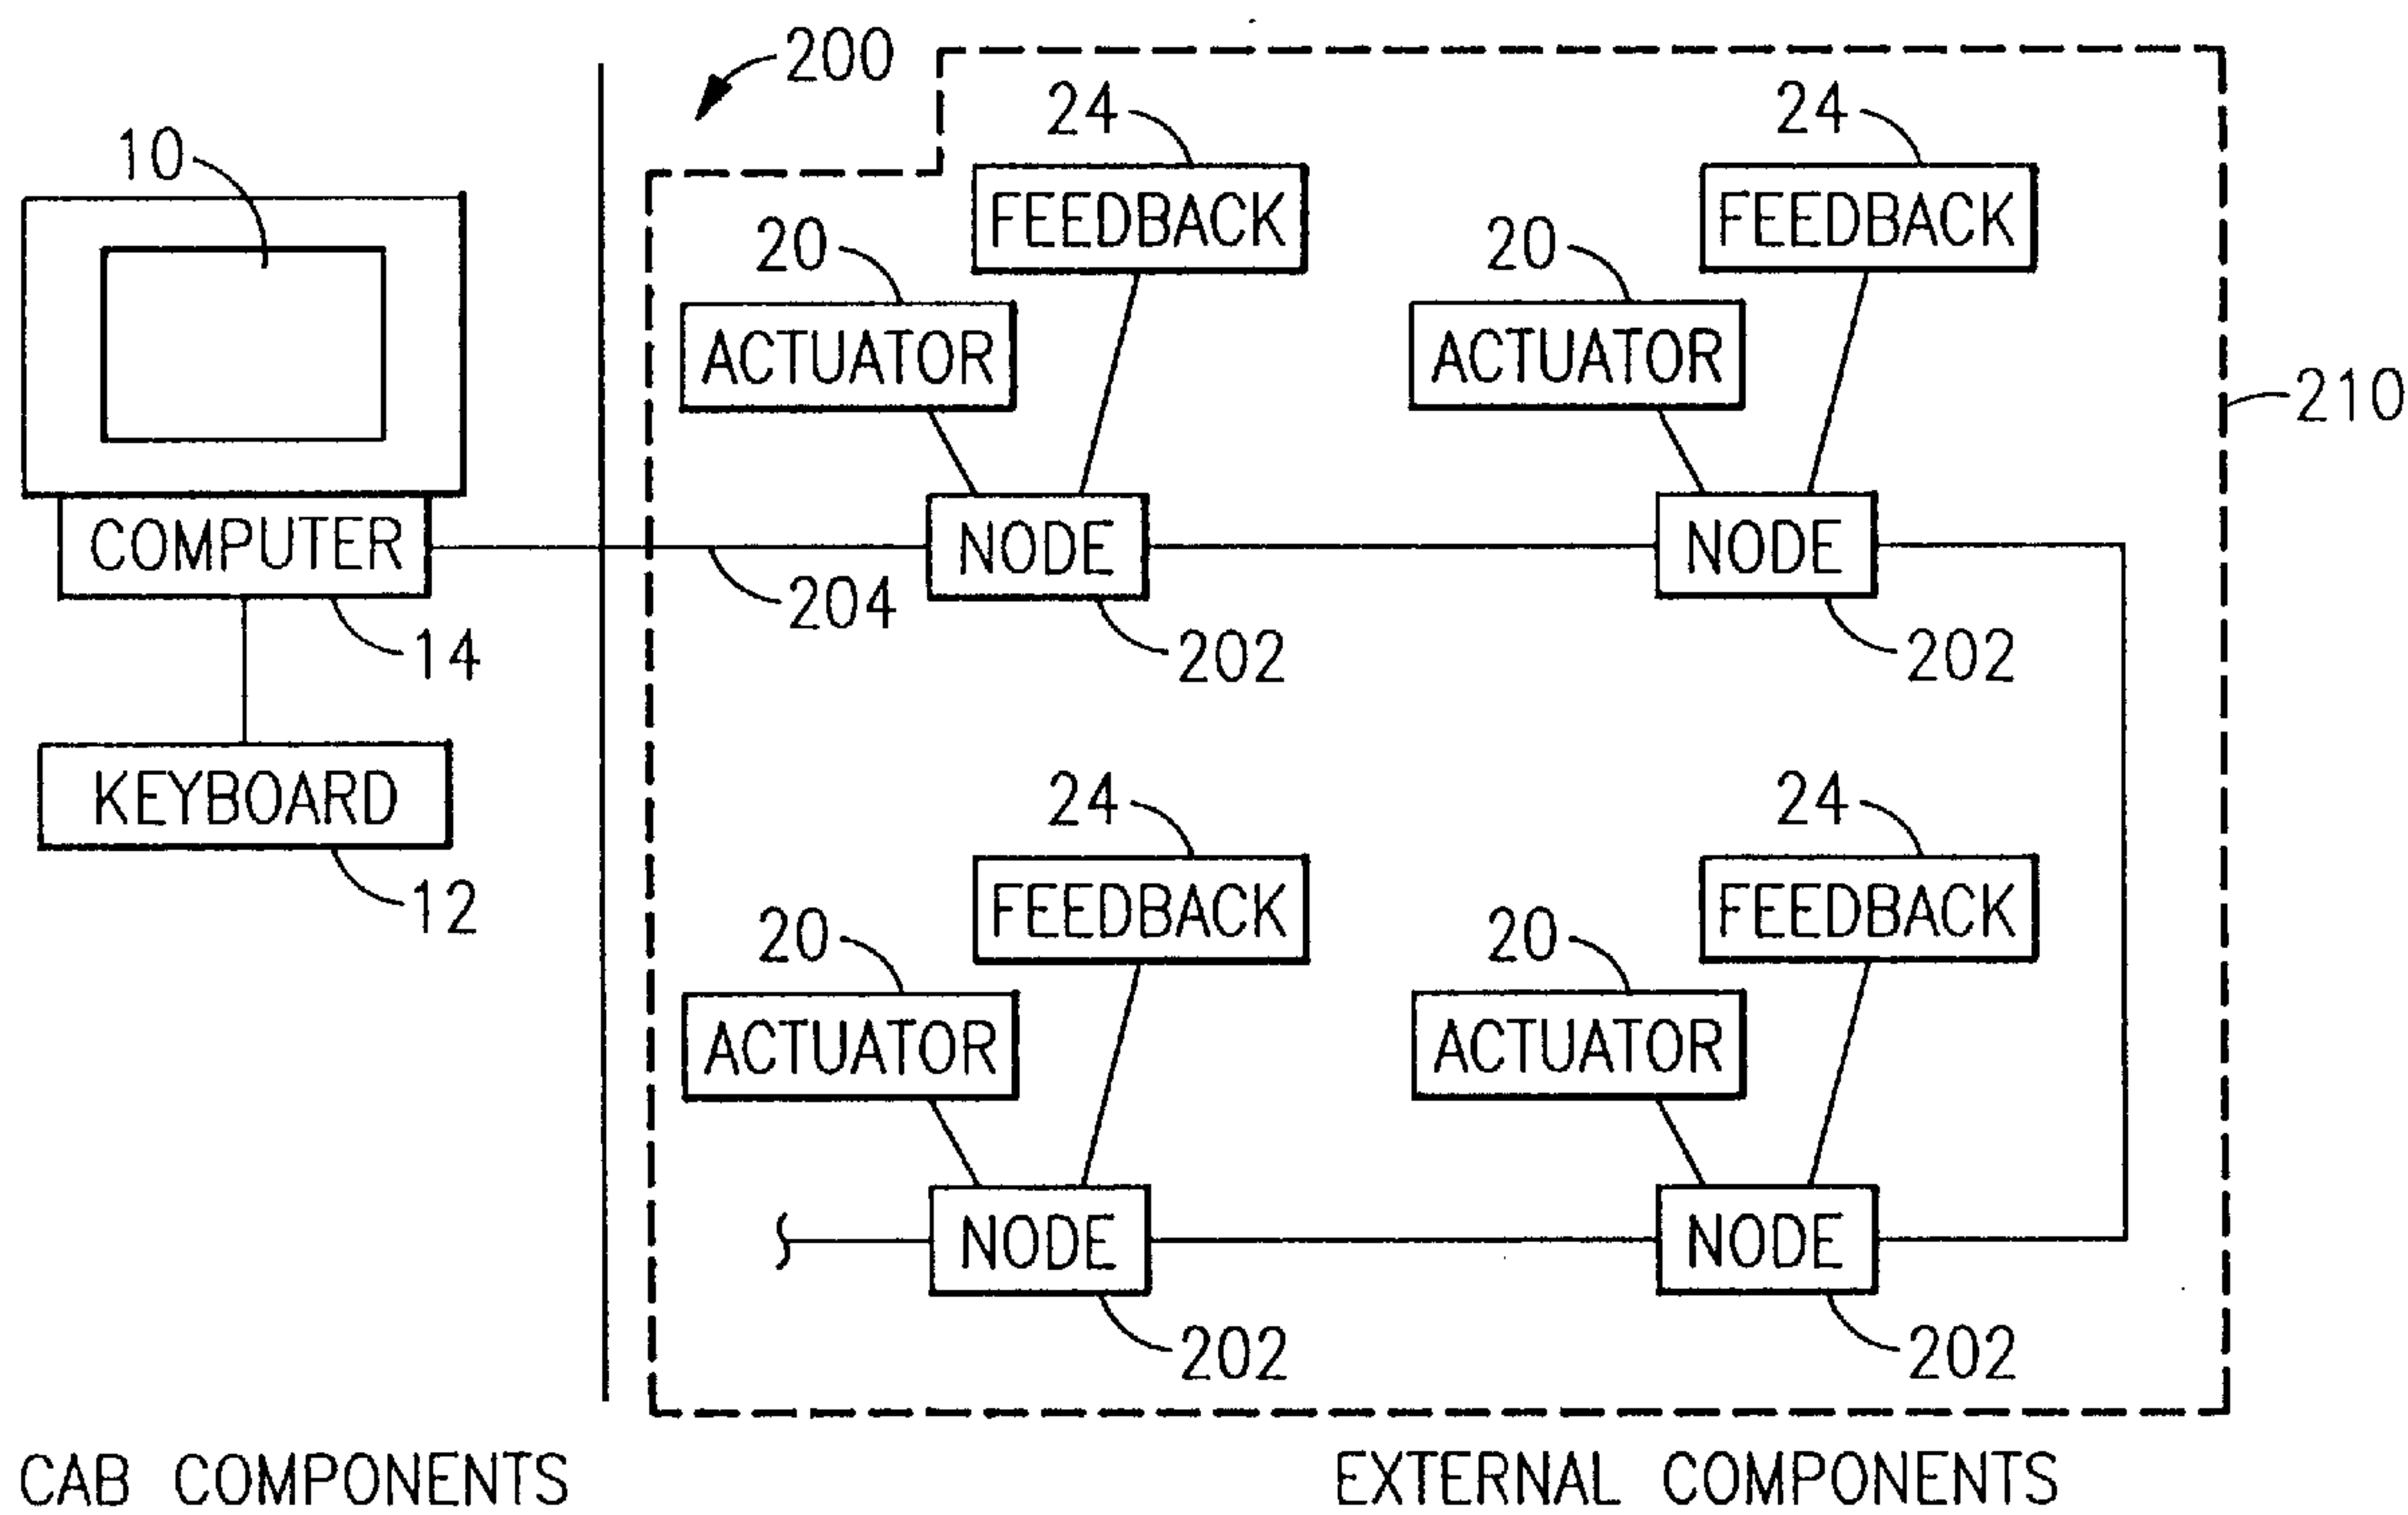 200
24
24
10
20
FEEDBACK
20
FEEDBACK
ACTUATOR
ACTUATOR
210
COMPUTER
NODE
NODE
204
14
202
202
KEYBOARD
24
24
12
20
FEEDBACK
20
FEEDBACK
ACTUATOR
ACTUATOR
NODE
NODE
202
202
CAB COMPONENTS
EXTERNAL COMPONENTS